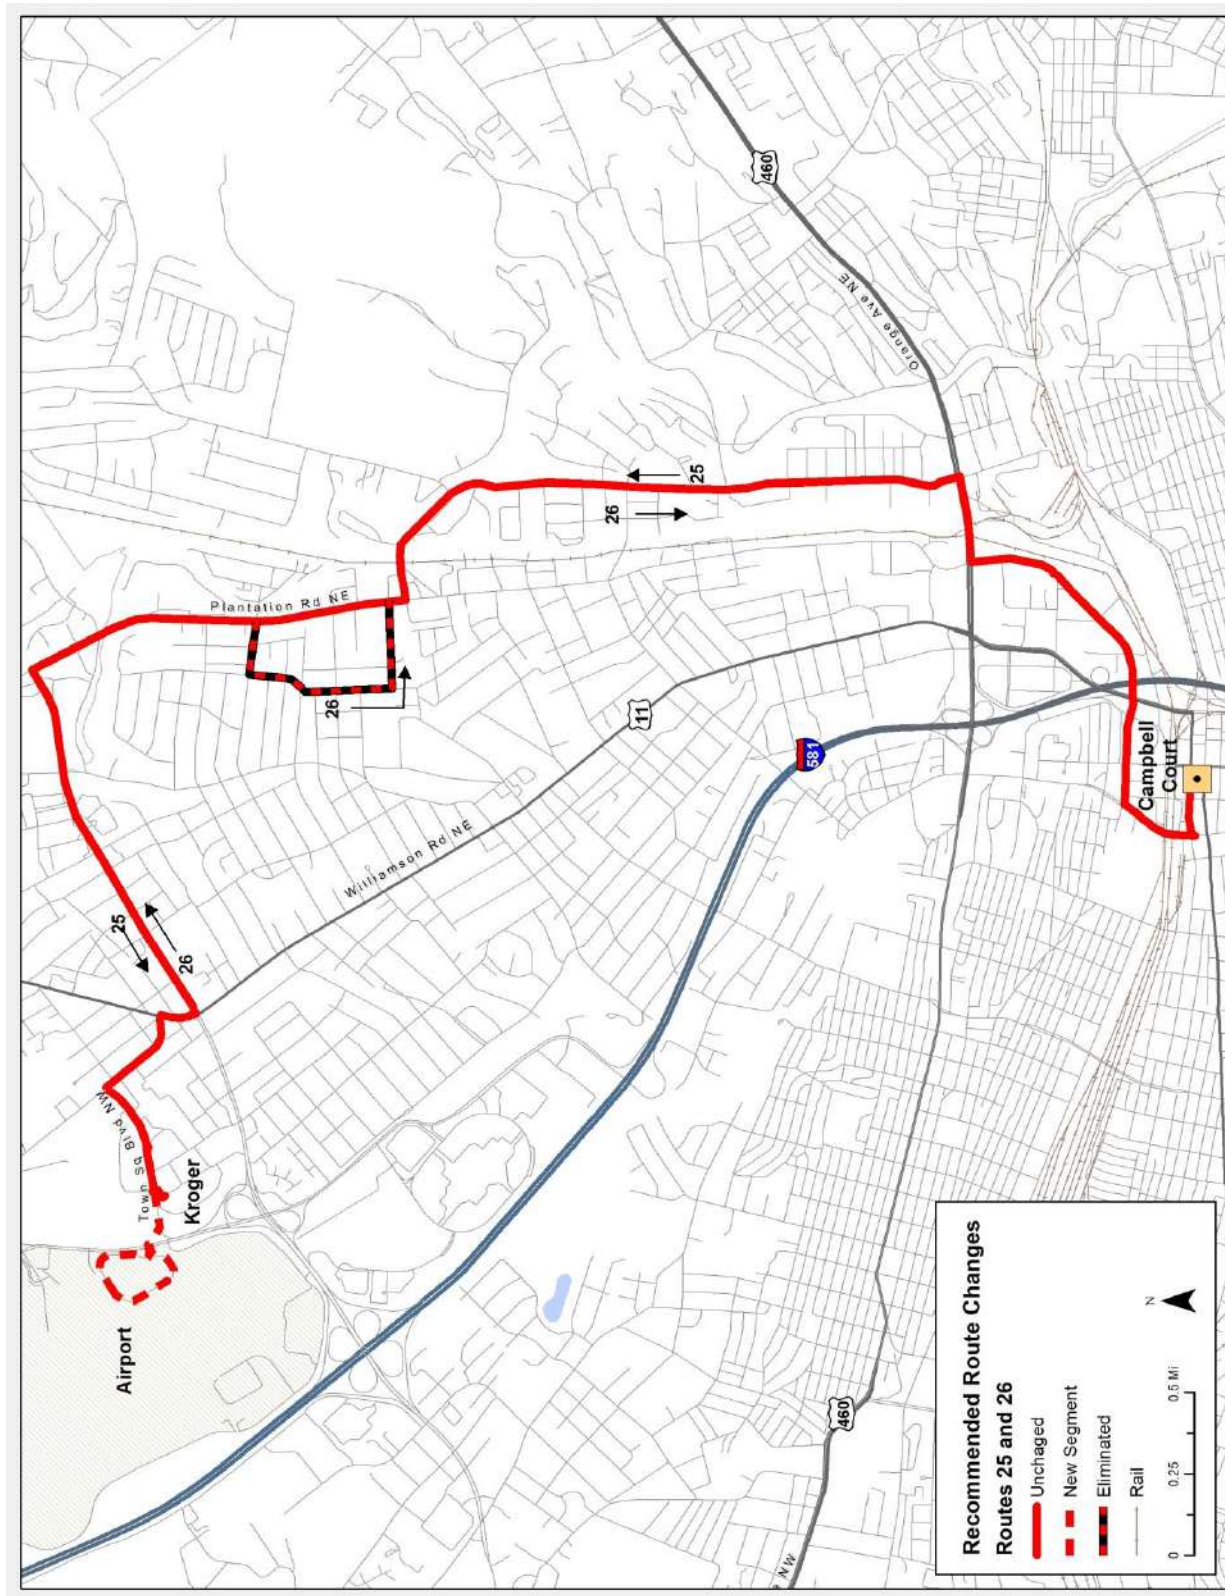 Plantation Rd NE
25
26
26
460
Orange Ave NE
11
581
Williamson Rd NE
25
26
Town Sq Blvd NW
Kroger
Airport
Campbell
Court
460
e NW
Recommended Route Changes
Routes 25 and 26
Unchaged
New Segment
Eliminated
Rail
N
0
0.25
0.5 Mi